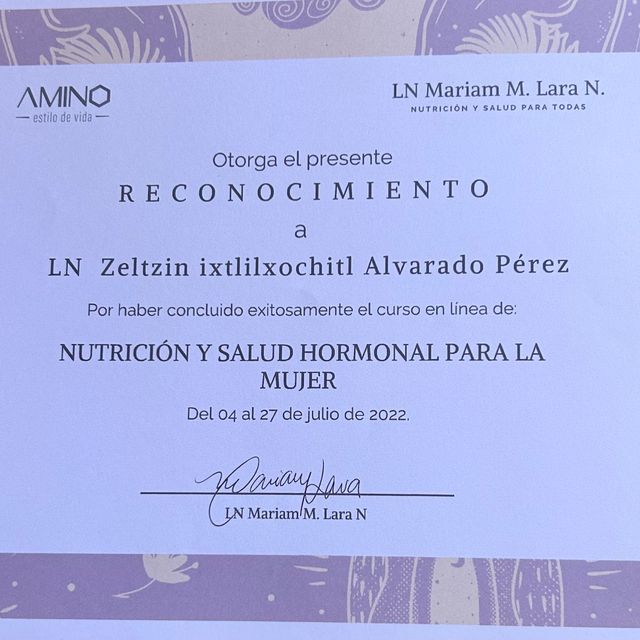 AMINO
estilo de vida
LN Mariam M. Lara N.
NUTRICIÓN Y SALUD PARA TODAS
Otorga el presente
RECONOCIMIENTO
a
LN Zeltzin ixtlilxochitl Alvarado Pérez
Por haber concluido exitosamente el curso en línea de:
NUTRICIÓN Y SALUD HORMONAL PARA LA
MUJER
Del 04 al 27 de julio de 2022.
Mariam Lara
LN Mariam M. Lara N